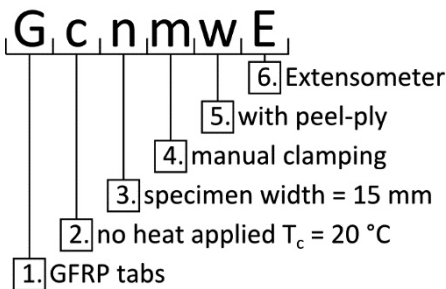 G c n m w E
6. Extensometer
5. with peel-ply
4. manual clamping
3. specimen width = 15 mm
2. no heat applied T_c = 20 °C
1. GFRP tabs